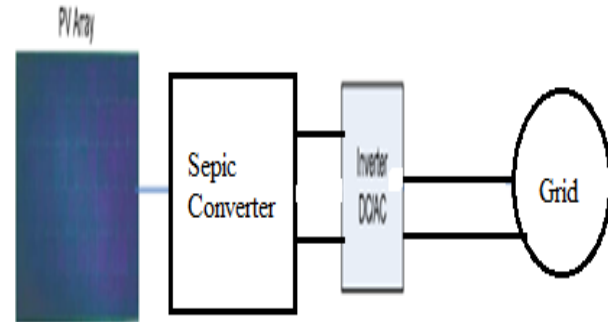 PV Array
Sepic
Converter
Inverter
DC/AC
Grid